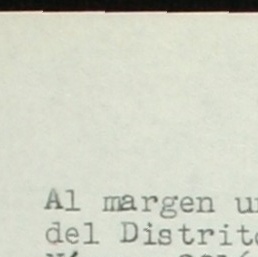 Al margen u
del Distrit